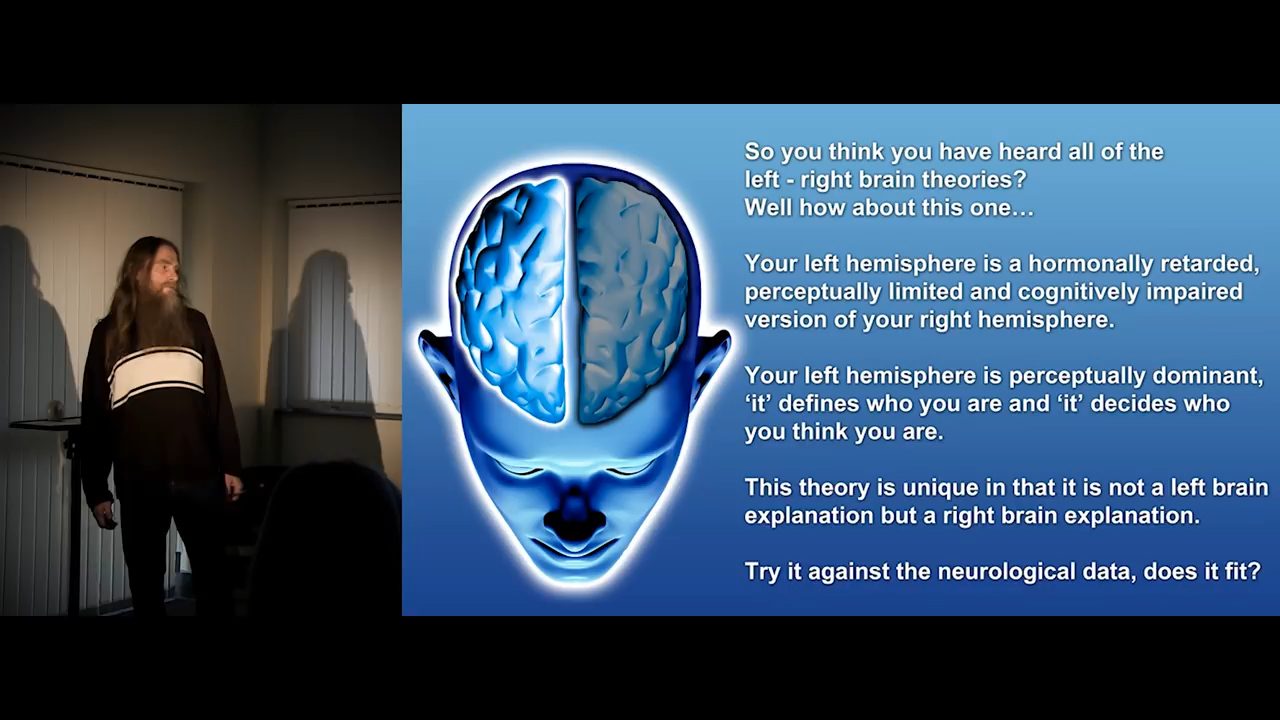 So you think you have heard all of the
left - right brain theories?
Well how about this one…
Your left hemisphere is a hormonally retarded,
perceptually limited and cognitively impaired
version of your right hemisphere.
Your left hemisphere is perceptually dominant,
‘it’ defines who you are and ‘it’ decides who
you think you are.
This theory is unique in that it is not a left brain
explanation but a right brain explanation.
Try it against the neurological data, does it fit?